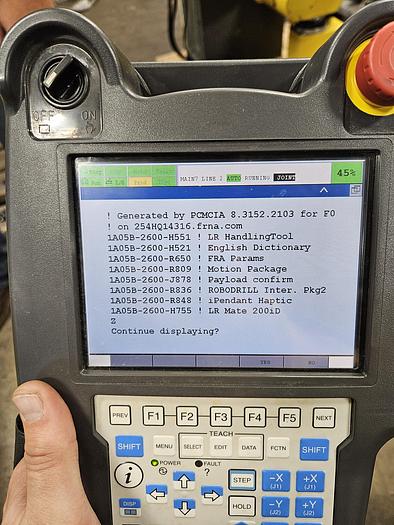 OFF ON
MAIN7 LINE 2 AUTO RUNNING JOINT
45%
! Generated by PCMCIA 8.3152.2103 for F0
! on 254HQ14316.frna.com
1A05B-2600-H551 ! LR HandlingTool
1A05B-2600-H521 ! English Dictionary
1A05B-2600-R650 ! FRA Params
1A05B-2600-R809 ! Motion Package
1A05B-2600-J878 ! Payload confirm
1A05B-2600-R836 ! ROBODRILL Inter. Pkg2
1A05B-2600-R848 ! iPendant Haptic
1A05B-2600-H755 ! LR Mate 200iD
Z
Continue displaying?
YES NO
PREV F1 F2 F3 F4 F5 NEXT
TEACH
SHIFT MENU SELECT EDIT DATA FCTN SHIFT
POWER FAULT
i ? STEP -X (J1) +X (J1)
DISP HOLD -Y (J2) +Y (J2)